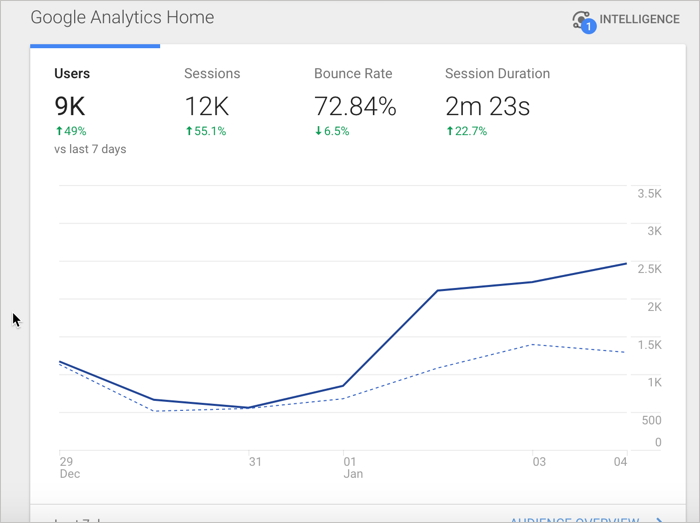 Google Analytics Home
1 INTELLIGENCE
Users
9K
↑49%
vs last 7 days
Sessions
12K
↑55.1%
Bounce Rate
72.84%
↓6.5%
Session Duration
2m 23s
↑22.7%
3.5K
3K
2.5K
2K
1.5K
1K
500
0
29 Dec
31
01 Jan
03
04
AUDIENCE OVERVIEW